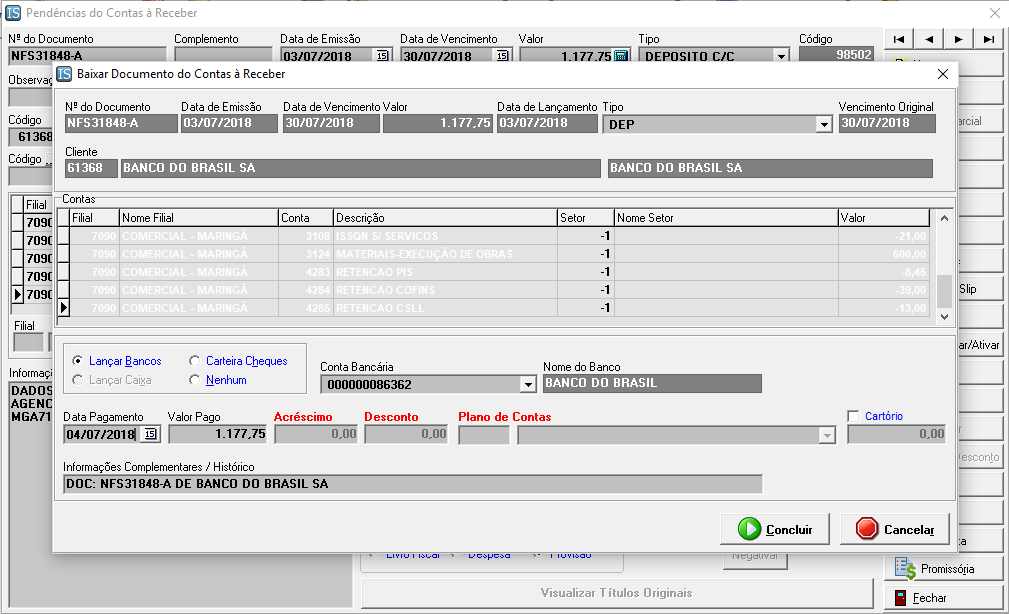 IS Pendências do Contas à Receber
Nº do Documento Complemento Data de Emissão Data de Vencimento Valor Tipo Código
NFS31848-A 03/07/2018 15 30/07/2018 15 1.177,75 DEPOSITO C/C 98502
Observaç
Código
61368
Código ...
Filial
7090
7090
7090
7090
7090
Filial
Informaçõ
DADOS
AGENC
MGA71
IS Baixar Documento do Contas à Receber
Nº do Documento Data de Emissão Data de Vencimento Valor Data de Lançamento Tipo Vencimento Original
NFS31848-A 03/07/2018 30/07/2018 1.177,75 03/07/2018 DEP 30/07/2018
Cliente
61368 BANCO DO BRASIL SA BANCO DO BRASIL SA
Contas
Filial Nome Filial Conta Descrição Setor Nome Setor Valor
7090 COMERCIAL - MARINGÁ 3108 ISSQN S/ SERVICOS -1 -21,00
7090 COMERCIAL - MARINGÁ 3124 MATERIAIS-EXECUÇÃO DE OBRAS -1 600,00
7090 COMERCIAL - MARINGÁ 4283 RETENCAO PIS -1 -8,45
7090 COMERCIAL - MARINGÁ 4284 RETENCAO COFINS -1 -39,00
7090 COMERCIAL - MARINGÁ 4285 RETENCAO CSLL -1 -13,00
Lançar Bancos Carteira Cheques
Lançar Caixa Nenhum
Conta Bancária Nome do Banco
000000086362 BANCO DO BRASIL
Data Pagamento Valor Pago Acréscimo Desconto Plano de Contas Cartório
04/07/2018 15 1.177,75 0,00 0,00 0,00
Informações Complementares / Histórico
DOC: NFS31848-A DE BANCO DO BRASIL SA
Concluir Cancelar
rcial
Slip
ar/Ativar
esconto
Livro Fiscal Despesa Provisão
Negativar
Visualizar Títulos Originais
Promissória
Fechar